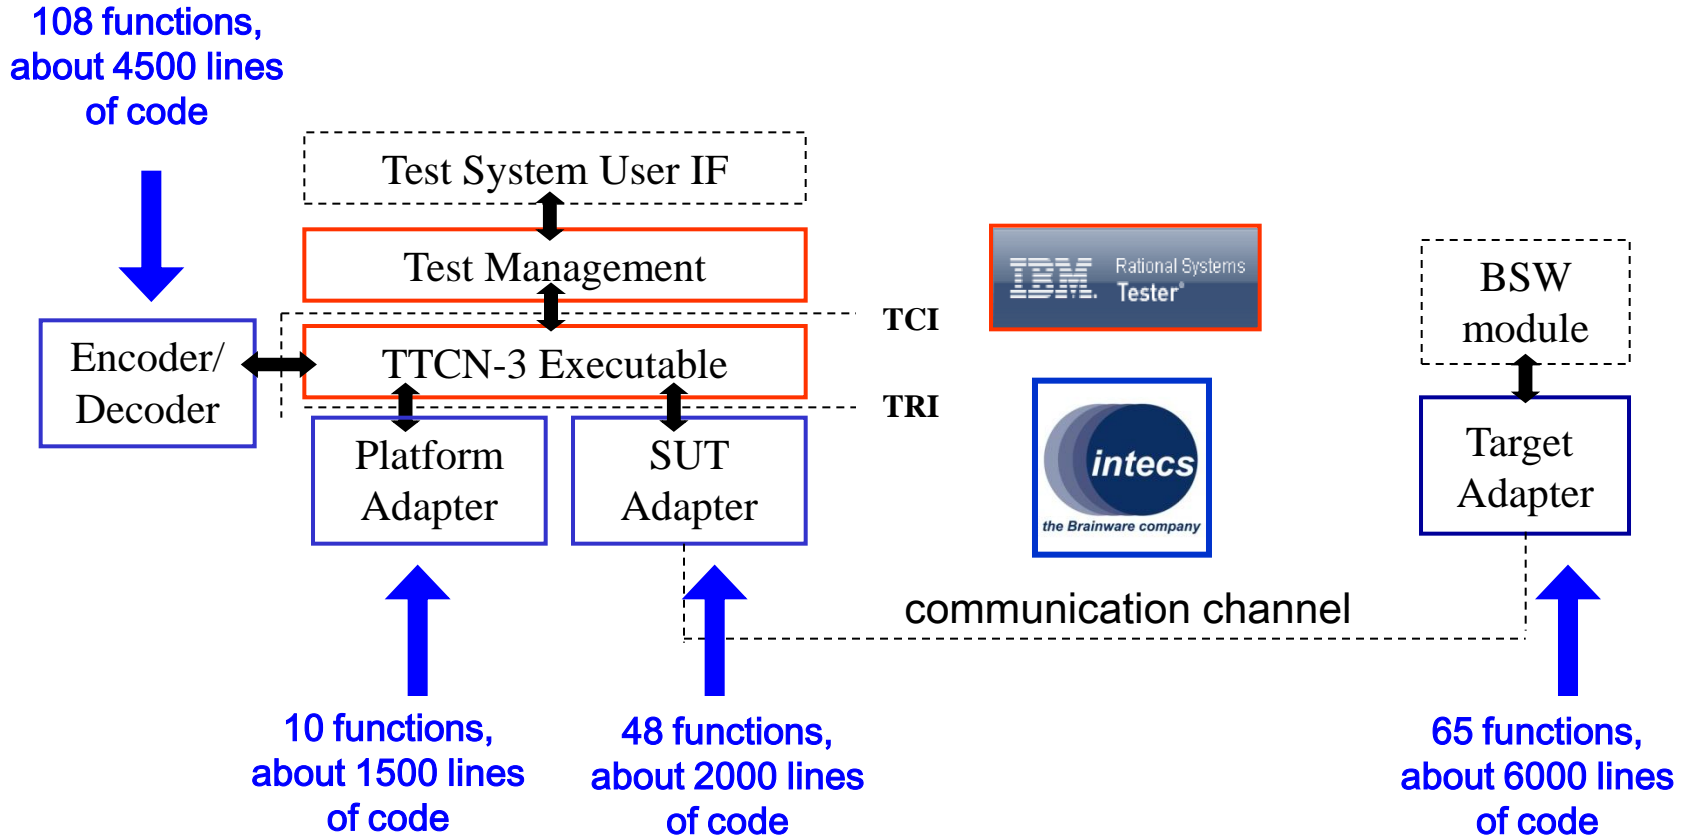 108 functions,
about 4500 lines
of code
Test System User IF
Test Management
TCI
TTCN-3 Executable
TRI
Encoder/
Decoder
Platform
Adapter
SUT
Adapter
IBM. Rational Systems
Tester®
intecs
the Brainware company
BSW
module
Target
Adapter
communication channel
10 functions,
about 1500 lines
of code
48 functions,
about 2000 lines
of code
65 functions,
about 6000 lines
of code